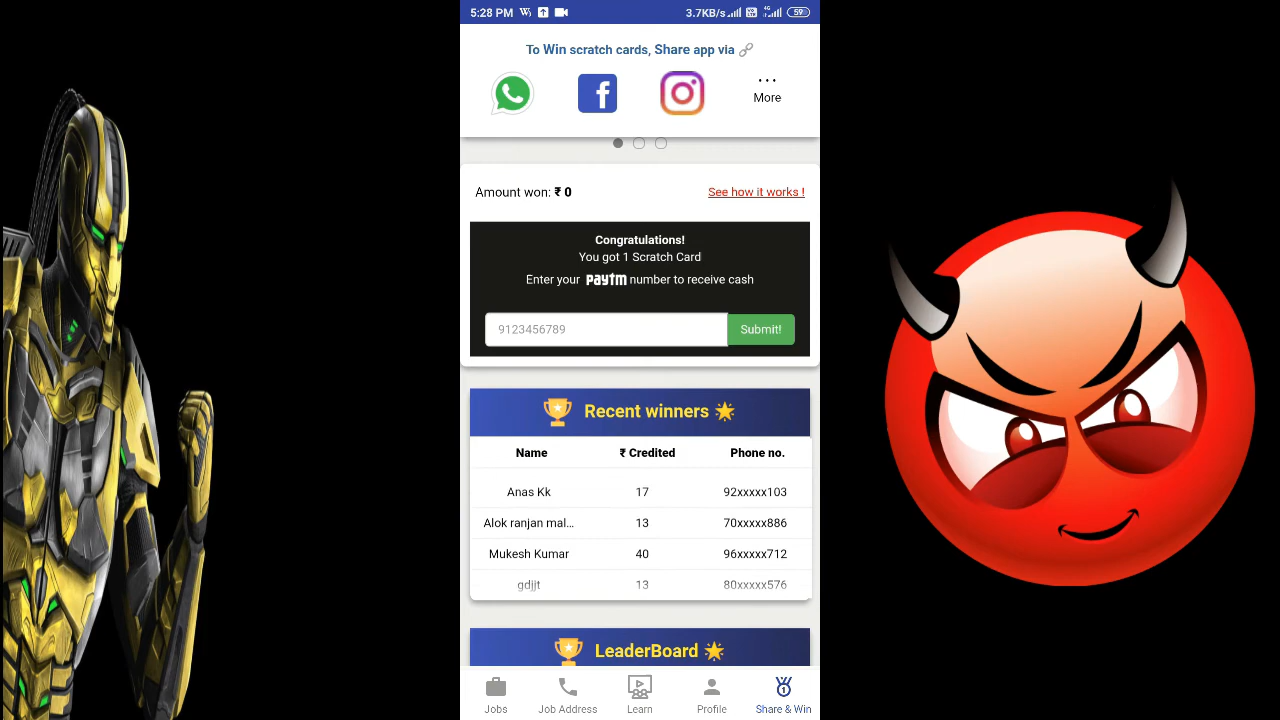 5:28 PM
3.7KB/s
4G
59
To Win scratch cards, Share app via
More
Amount won: ₹ 0
See how it works !
Congratulations!
You got 1 Scratch Card
Enter your paytm number to receive cash
9123456789
Submit!
Recent winners
Name ₹ Credited Phone no.
Anas Kk 17 92xxxxx103
Alok ranjan mal... 13 70xxxxx886
Mukesh Kumar 40 96xxxxx712
gdjjt 13 80xxxxx576
LeaderBoard
Jobs
Job Address
Learn
Profile
Share & Win